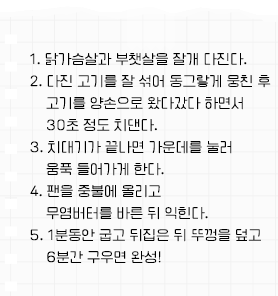 1. 닭가슴살과 부챗살을 잘개 다진다.
2. 다진 고기를 잘 섞어 동그랗게 뭉친 후
고기를 양손으로 왔다갔다 하면서
30초 정도 치댄다.
3. 치대기가 끝나면 가운데를 눌러
움푹 들어가게 한다.
4. 팬을 중불에 올리고
무염버터를 바른 뒤 익힌다.
5. 1분동안 굽고 뒤집은 뒤 뚜껑을 덮고
6분간 구우면 완성!